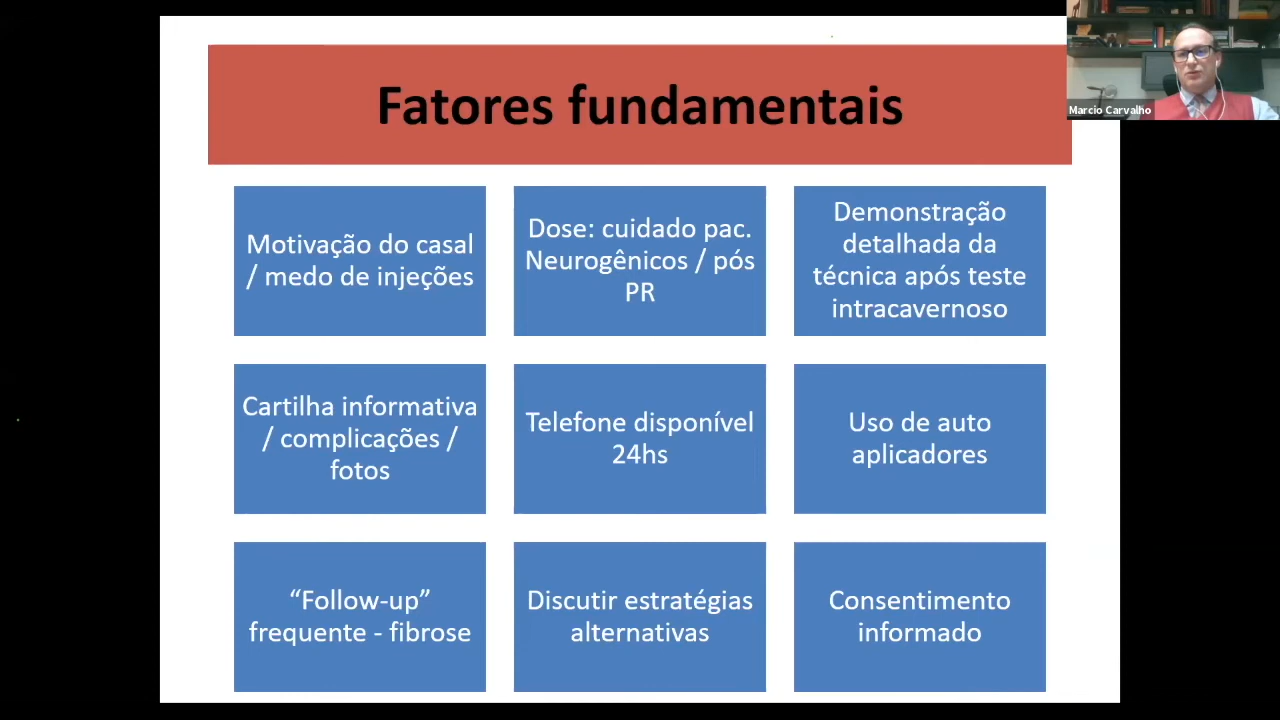 Fatores fundamentais
Marcio Carvalho
Motivação do casal
/ medo de injeções
Dose: cuidado pac.
Neurogênicos / pós
PR
Demonstração
detalhada da
técnica após teste
intracavernoso
Cartilha informativa
/ complicações /
fotos
Telefone disponível
24hs
Uso de auto
aplicadores
“Follow-up”
frequente - fibrose
Discutir estratégias
alternativas
Consentimento
informado